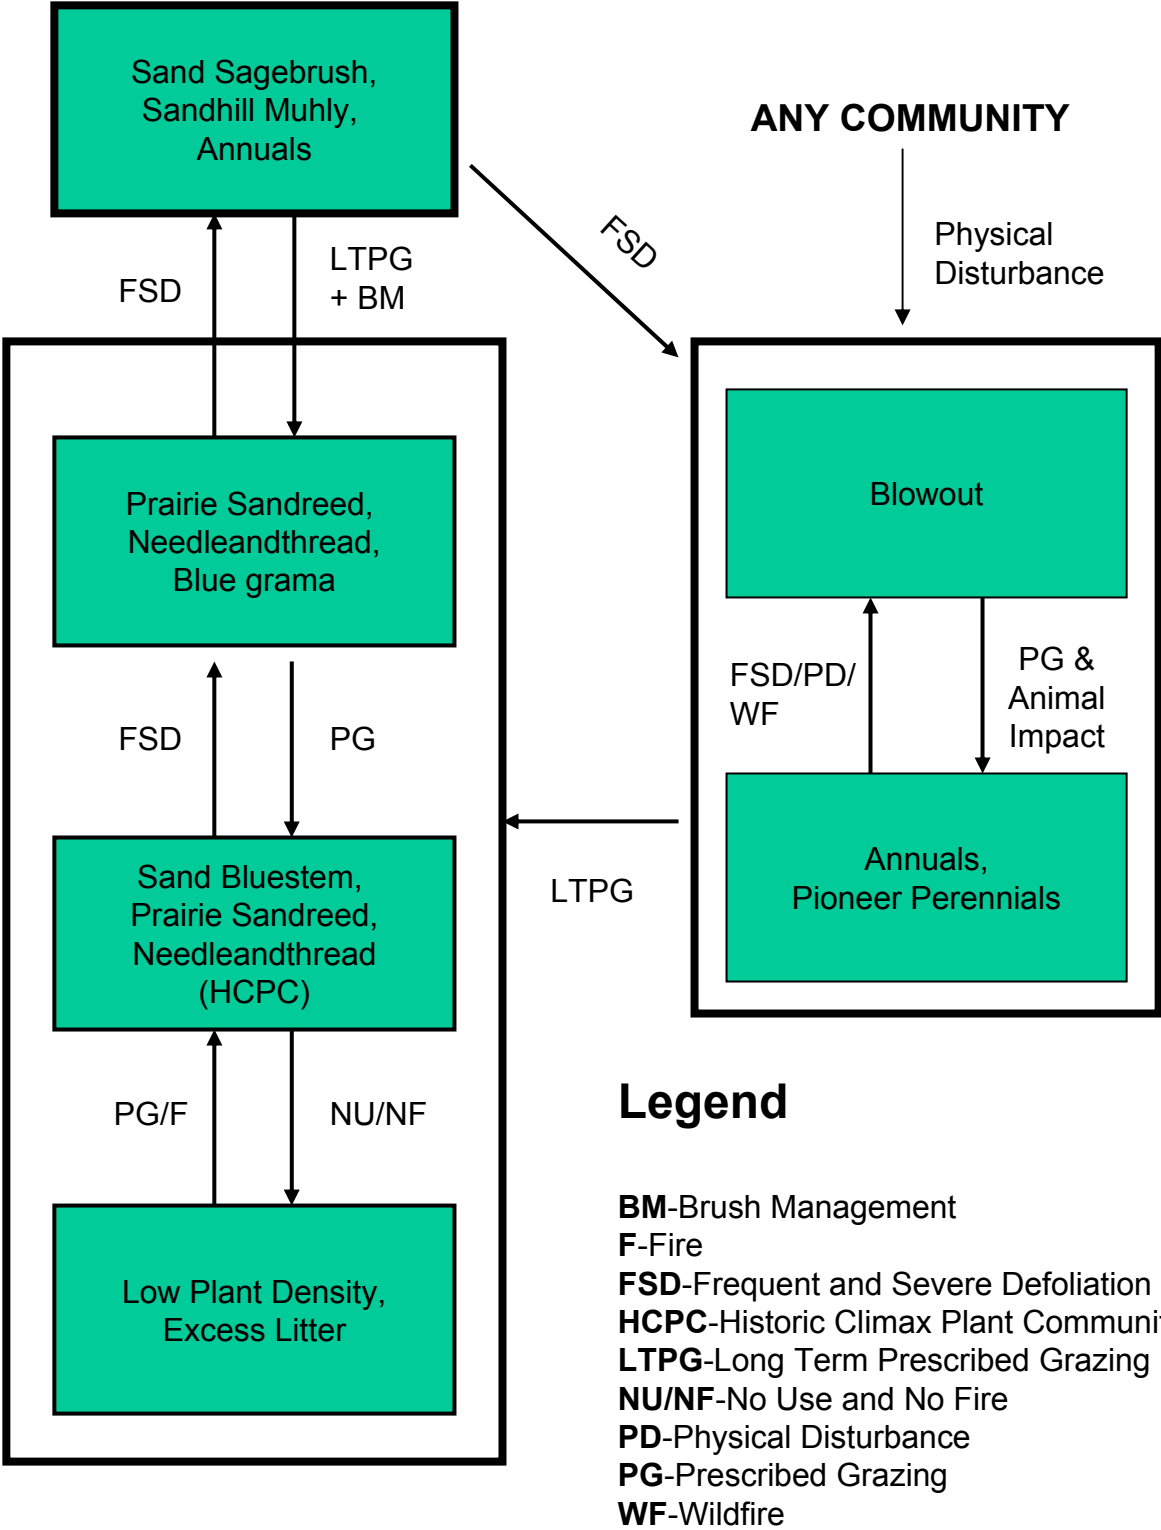 Sand Sagebrush,
Sandhill Muhly,
Annuals
ANY COMMUNITY
FSD
Physical
Disturbance
FSD
LTPG
+ BM
Prairie Sandreed,
Needleandthread,
Blue grama
Blowout
FSD
PG
FSD/PD/
WF
PG &
Animal
Impact
Sand Bluestem,
Prairie Sandreed,
Needleandthread
(HCPC)
LTPG
Annuals,
Pioneer Perennials
PG/F
NU/NF
Low Plant Density,
Excess Litter
Legend
BM-Brush Management
F-Fire
FSD-Frequent and Severe Defoliation
HCPC-Historic Climax Plant Communi
LTPG-Long Term Prescribed Grazing
NU/NF-No Use and No Fire
PD-Physical Disturbance
PG-Prescribed Grazing
WF-Wildfire